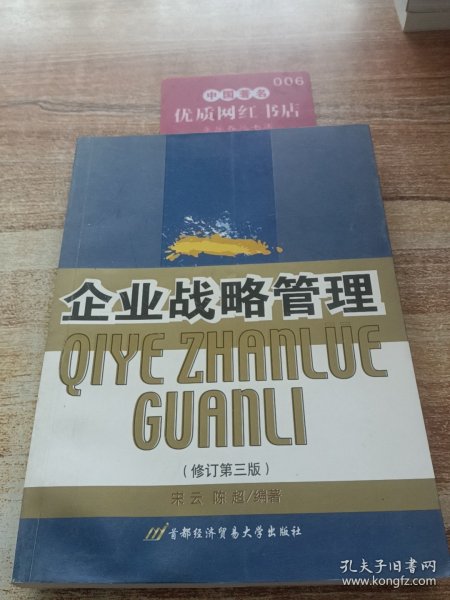 006
中国著名
优质网红书店
企业战略管理
QIYE ZHANLUE
GUANLI
(修订第三版)
宋云 陈超/编著
首都经济贸易大学出版社
孔夫子旧书网
www.kongfz.com